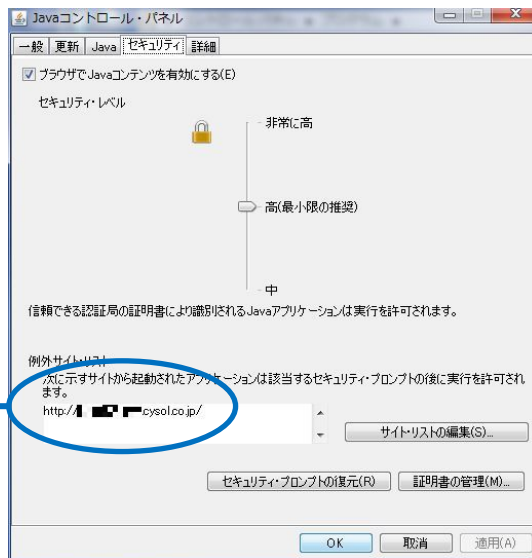 Javaコントロール・パネル
一般 更新 Java セキュリティ 詳細
ブラウザでJavaコンテンツを有効にする(E)
セキュリティ・レベル
非常に高
高(最小限の推奨)
中
信頼できる認証局の証明書により識別されるJavaアプリケーションは実行を許可されます。
例外サイト・リスト
次に示すサイトから起動されたアプリケーションは該当するセキュリティ・プロンプトの後に実行を許可され
ます。
http:// .cysol.co.jp/
サイト・リストの編集(S)...
セキュリティ・プロンプトの復元(R) 証明書の管理(M)...
OK 取消 適用(A)